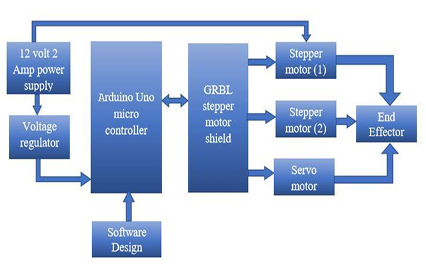 12 volt 2
Amp power
supply
Voltage
regulator
Arduino Uno
micro
controller
Software
Design
GRBL
stepper
motor
shield
Stepper
motor (1)
Stepper
motor (2)
Servo
motor
End
Effector